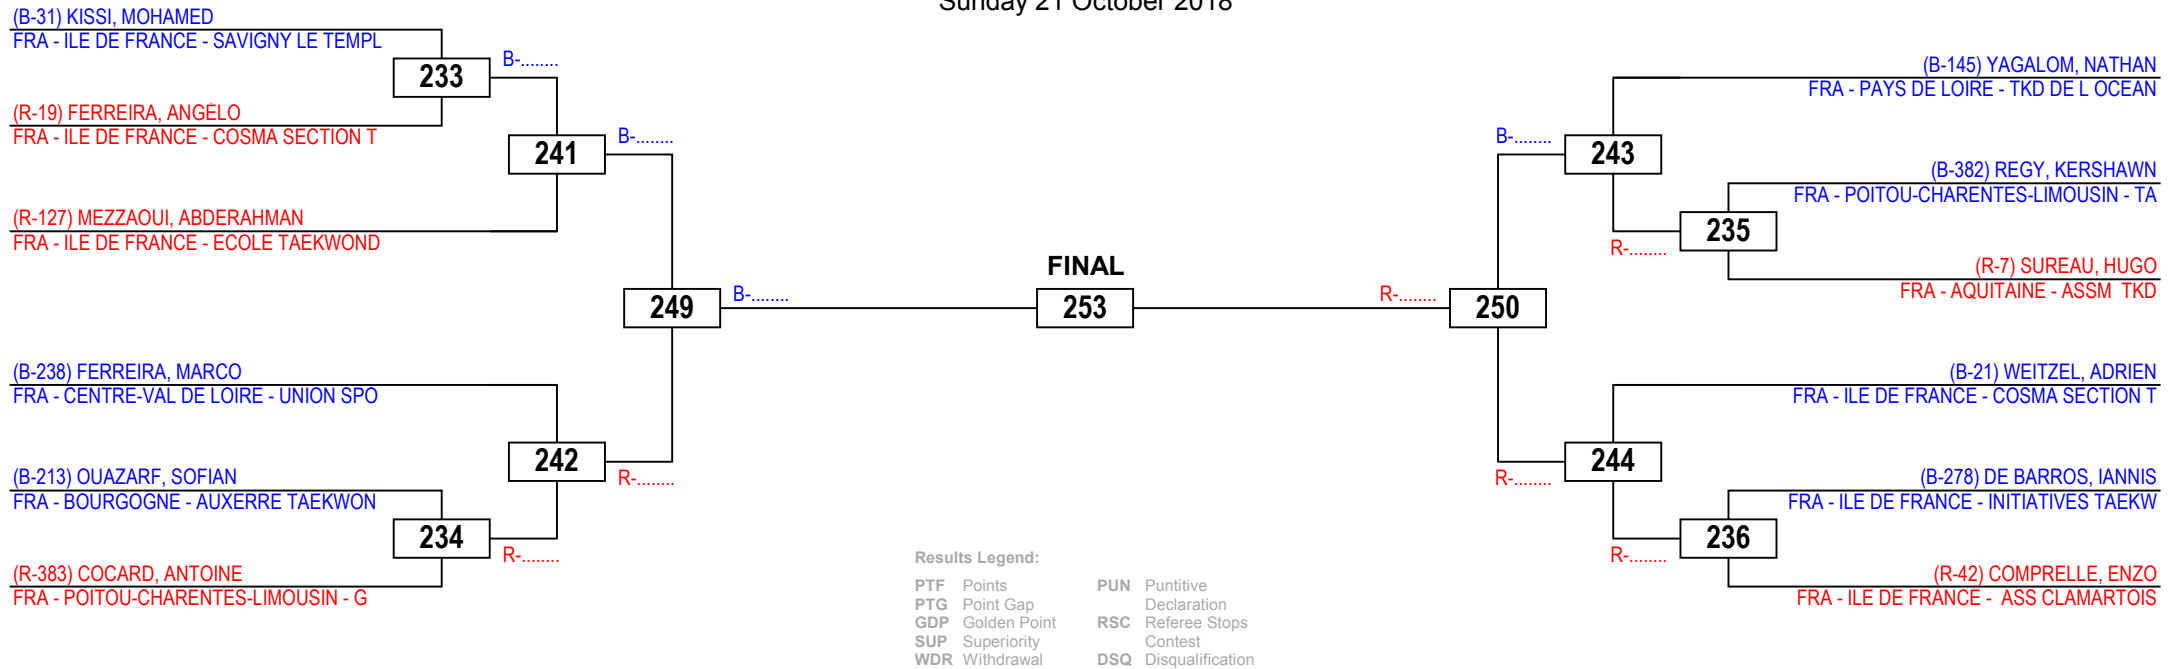 Sunday 21 October 2018
(B-31) KISSI, MOHAMED
FRA - ILE DE FRANCE - SAVIGNY LE TEMPL
233
B-........
(R-19) FERREIRA, ANGÉLO
FRA - ILE DE FRANCE - COSMA SECTION T
241
B-........
(R-127) MEZZAOUI, ABDERAHMAN
FRA - ILE DE FRANCE - ECOLE TAEKWOND
249
B-........
(B-238) FERREIRA, MARCO
FRA - CENTRE-VAL DE LOIRE - UNION SPO
242
R-........
(B-213) OUAZARF, SOFIAN
FRA - BOURGOGNE - AUXERRE TAEKWON
234
R-........
(R-383) COCARD, ANTOINE
FRA - POITOU-CHARENTES-LIMOUSIN - G
FINAL
253
(B-145) YAGALOM, NATHAN
FRA - PAYS DE LOIRE - TKD DE L OCEAN
B-........
243
(B-382) REGY, KERSHAWN
FRA - POITOU-CHARENTES-LIMOUSIN - TA
235
R-........
(R-7) SUREAU, HUGO
FRA - AQUITAINE - ASSM  TKD
R-........
250
(B-21) WEITZEL, ADRIEN
FRA - ILE DE FRANCE - COSMA SECTION T
244
R-........
(B-278) DE BARROS, IANNIS
FRA - ILE DE FRANCE - INITIATIVES TAEKW
236
R-........
(R-42) COMPRELLE, ENZO
FRA - ILE DE FRANCE -  ASS CLAMARTOIS
Results Legend:
PTF Points
PTG Point Gap
GDP Golden Point
SUP Superiority
WDR Withdrawal
PUN Puntitive
Declaration
RSC Referee Stops
Contest
DSQ Disqualification